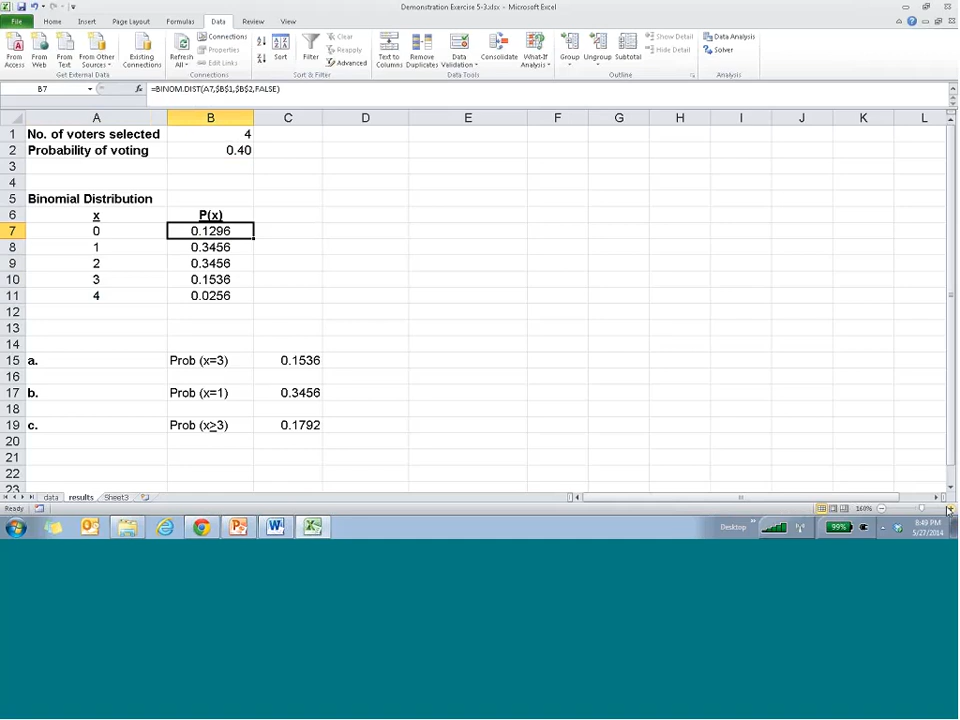 Demonstration Exercise 5-3.xlsx - Microsoft Excel
File Home Insert Page Layout Formulas Data Review View
From Access From Web From Text From Other Sources Existing Connections Refresh All Connections Properties Edit Links Sort Filter Clear Reapply Advanced Text to Columns Remove Duplicates Data Validation Consolidate What-If Analysis Group Ungroup Subtotal Show Detail Hide Detail Data Analysis Solver
Get External Data Connections Sort & Filter Data Tools Outline Analysis
B7 fx =BINOM.DIST(A7,$B$1,$B$2,FALSE)
A B C D E F G H I J K L
1 No. of voters selected 4
2 Probability of voting 0.40
3
4
5 Binomial Distribution
6 x P(x)
7 0 0.1296
8 1 0.3456
9 2 0.3456
10 3 0.1536
11 4 0.0256
12
13
14
15 a. Prob (x=3) 0.1536
16
17 b. Prob (x=1) 0.3456
18
19 c. Prob (x≥3) 0.1792
20
21
22
23
data results Sheet3
Ready 160%
Desktop 99% 8:49 PM
5/27/2014